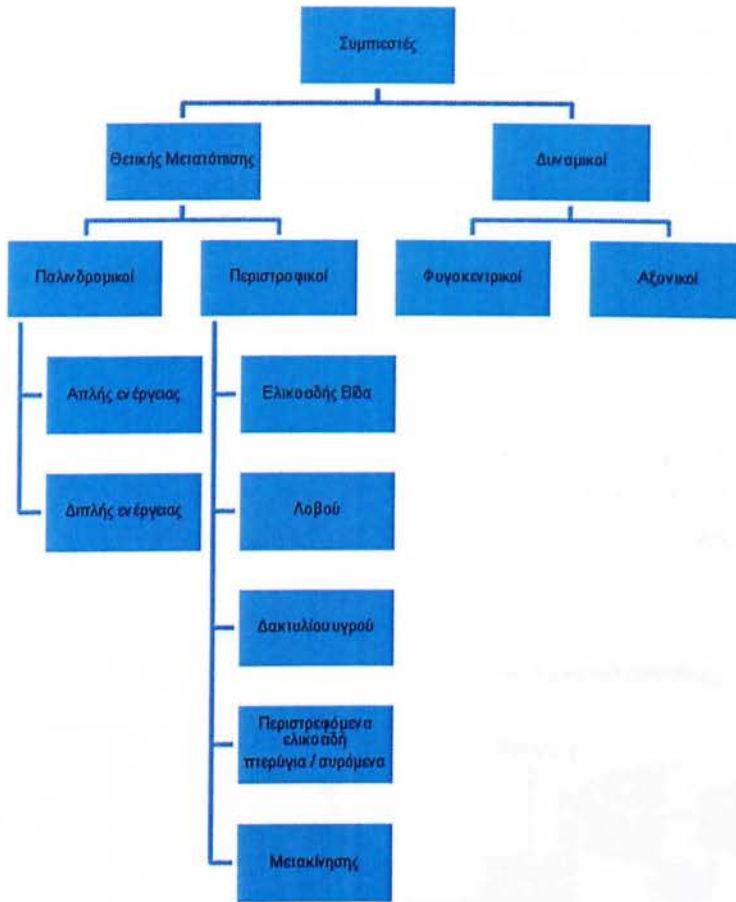 Συμπιεστές
Θετικής Μετατόπισης
Δυναμικοί
Παλινδρομικοί
Περιστροφικοί
Φυγοκεντρικοί
Αξονικοί
Απλής ενέργειας
Ελικοειδής Βίδα
Διπλής ενέργειας
Λοβού
Δακτυλίου υγρού
Περιστρεφόμενα
ελικοειδή
πτερύγια / συρόμενα
Μετακίνησης